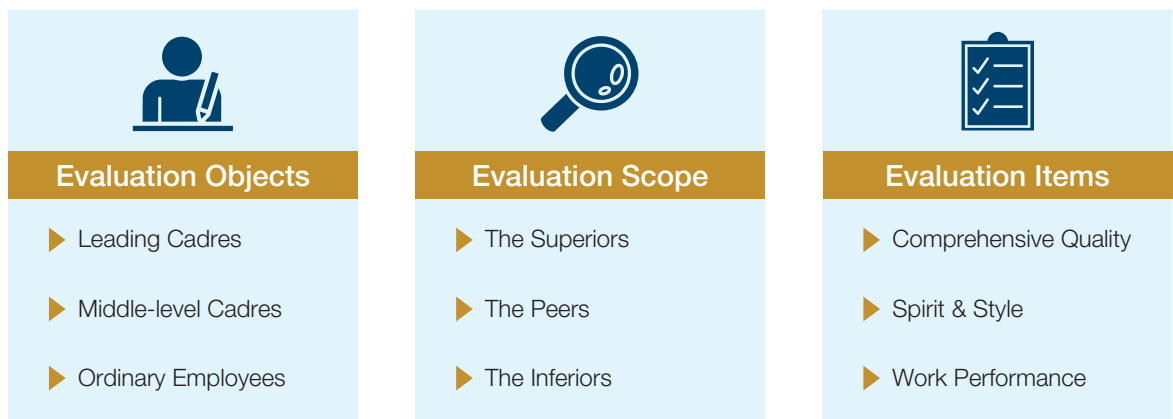 Evaluation Objects
Leading Cadres
Middle-level Cadres
Ordinary Employees
Evaluation Scope
The Superiors
The Peers
The Inferiors
Evaluation Items
Comprehensive Quality
Spirit & Style
Work Performance